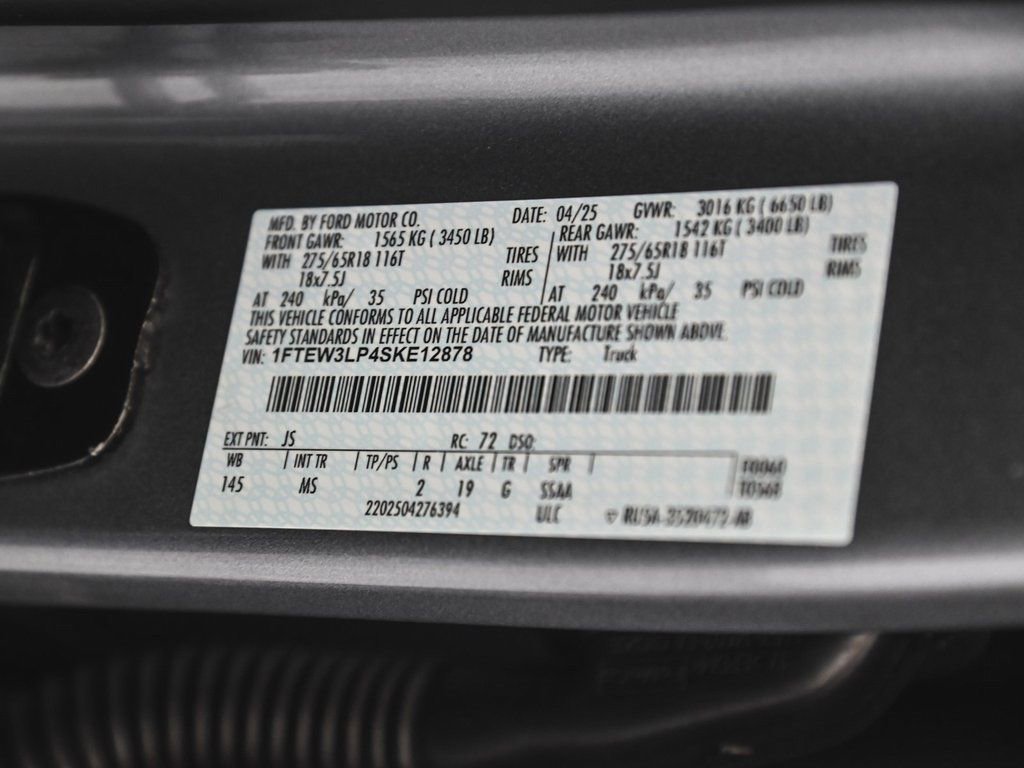 MFD. BY FORD MOTOR CO. DATE: 04/25 GVWR: 3016 KG ( 6650 LB)
FRONT GAWR: 1565 KG ( 3450 LB) REAR GAWR: 1542 KG ( 3400 LB)
WITH 275/65R18 116T TIRES WITH 275/65R18 116T TIRES
18x7.5J RIMS 18x7.5J RIMS
AT 240 kPa/ 35 PSI COLD AT 240 kPa/ 35 PSI COLD
THIS VEHICLE CONFORMS TO ALL APPLICABLE FEDERAL MOTOR VEHICLE
SAFETY STANDARDS IN EFFECT ON THE DATE OF MANUFACTURE SHOWN ABOVE.
VIN: 1FTEW3LP4SKE12878 TYPE: Truck
EXT PNT: JS RC: 72 DSO:
WB INT TR TP/PS R AXLE TR SPR
145 MS 2 19 G SSAA
2202504276394 ULC